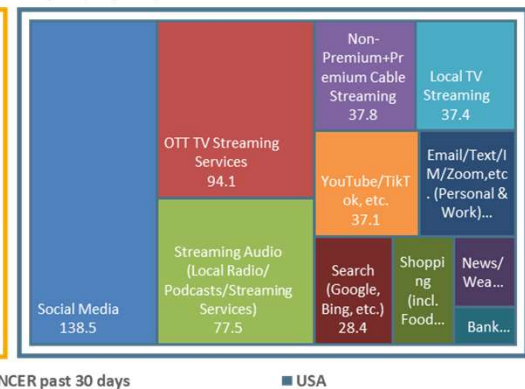 Social Media
138.5
OTT TV Streaming
Services
94.1
Streaming Audio
(Local Radio/
Podcasts/Streaming
Services)
77.5
Non-
Premium+Pr
emium Cable
Streaming
37.8
Local TV
Streaming
37.4
YouTube/TikT
ok, etc.
37.1
Email/Text/I
M/Zoom,etc
. (Personal &
Work)...
Search
(Google,
Bing, etc.)
28.4
Shoppi
ng
(incl.
Food...
News/
Wea...
Bank...
NCER past 30 days
USA